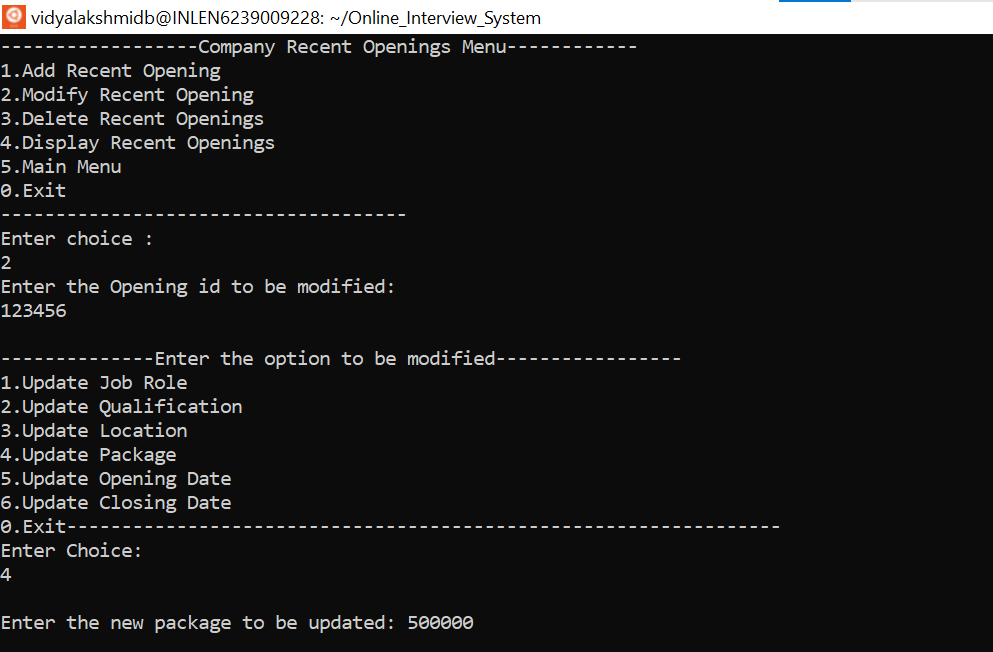 vidyalakshmidb@INLEN6239009228: ~/Online_Interview_System
------------------Company Recent Openings Menu------------
1.Add Recent Opening
2.Modify Recent Opening
3.Delete Recent Openings
4.Display Recent Openings
5.Main Menu
0.Exit
-------------------------------------
Enter choice :
2
Enter the Opening id to be modified:
123456
--------------Enter the option to be modified-----------------
1.Update Job Role
2.Update Qualification
3.Update Location
4.Update Package
5.Update Opening Date
6.Update Closing Date
0.Exit-----------------------------------------------------------------
Enter Choice:
4
Enter the new package to be updated: 500000